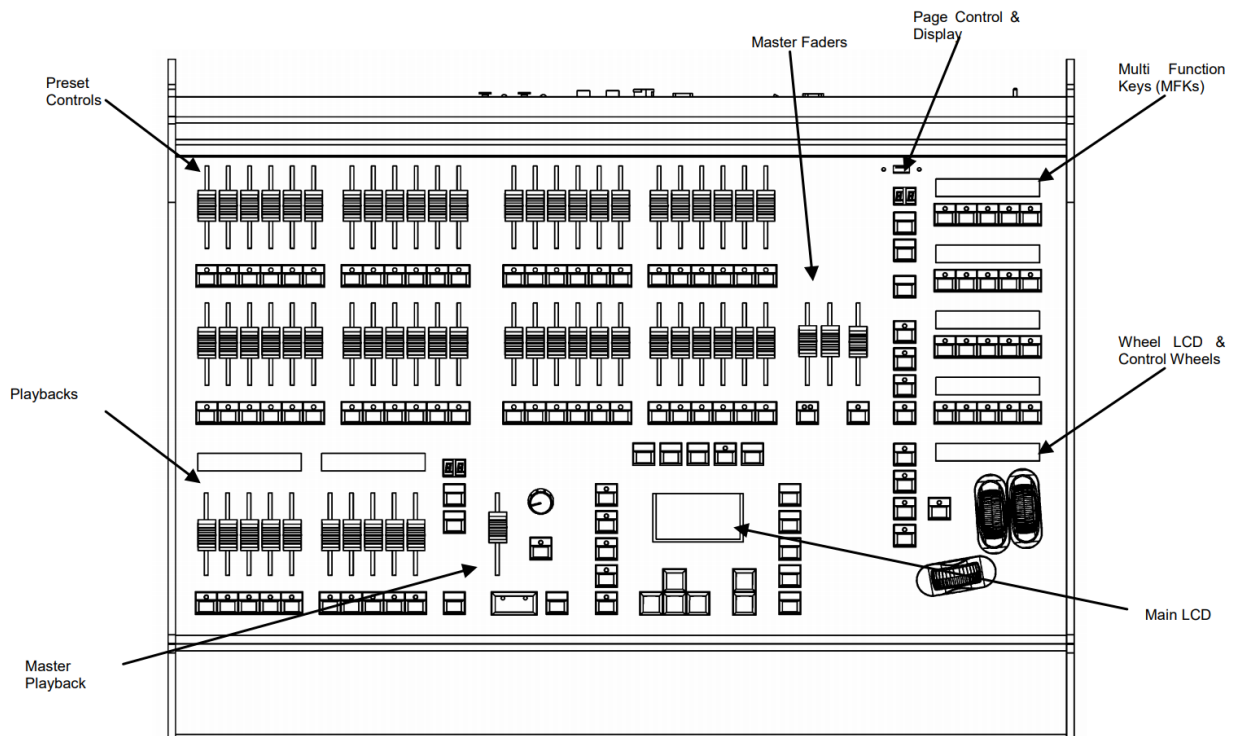 Page Control &
Display
Master Faders
Multi Function
Keys (MFKs)
Preset
Controls
Wheel LCD &
Control Wheels
Playbacks
Main LCD
Master
Playback